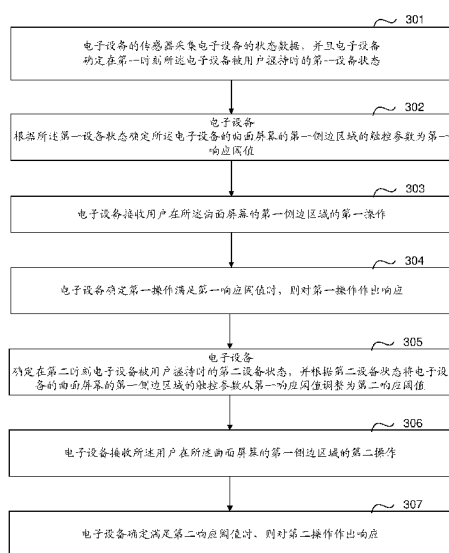 301
电子设备的传感器采集电子设备的状态数据，并且电子设备
确定在第一时刻所述电子设备被用户握持时的第一设备状态
302
电子设备
根据所述第一设备状态确定所述电子设备的曲面屏幕的第一侧边区域的触控参数为第一
响应阈值
303
电子设备接收用户在所述曲面屏幕的第一侧边区域的第一操作
304
电子设备确定第一操作满足第一响应阈值时，则对第一操作作出响应
305
电子设备
确定在第二时刻电子设备被用户握持时的第二设备状态，并根据第二设备状态将电子设
备的曲面屏幕的第一侧边区域的触控参数从第一响应阈值调整为第二响应阈值
306
电子设备接收所述用户在所述曲面屏幕的第一侧边区域的第二操作
307
电子设备确定满足第二响应阈值时、则对第二操作作出响应